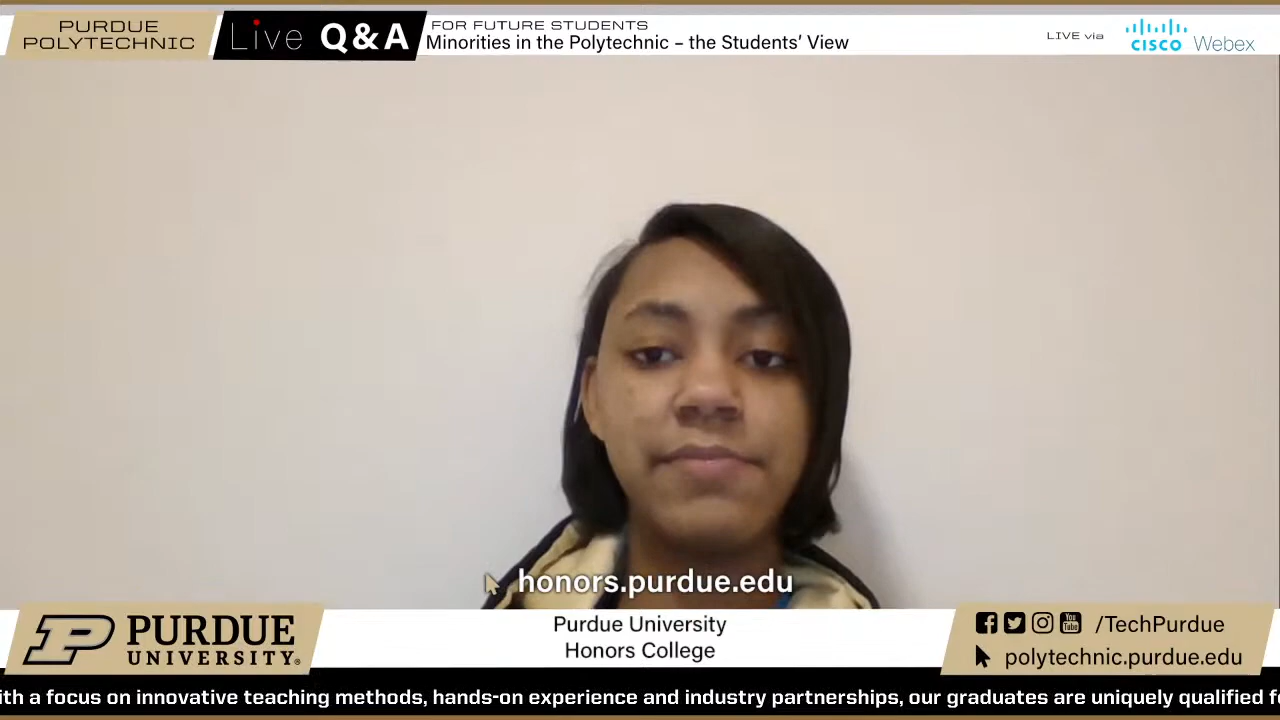 PURDUE
POLYTECHNIC
Live Q&A
FOR FUTURE STUDENTS
Minorities in the Polytechnic – the Students' View
LIVE via
CISCO Webex
honors.purdue.edu
P PURDUE
UNIVERSITY®
Purdue University
Honors College
/TechPurdue
polytechnic.purdue.edu
with a focus on innovative teaching methods, hands-on experience and industry partnerships, our graduates are uniquely qualified